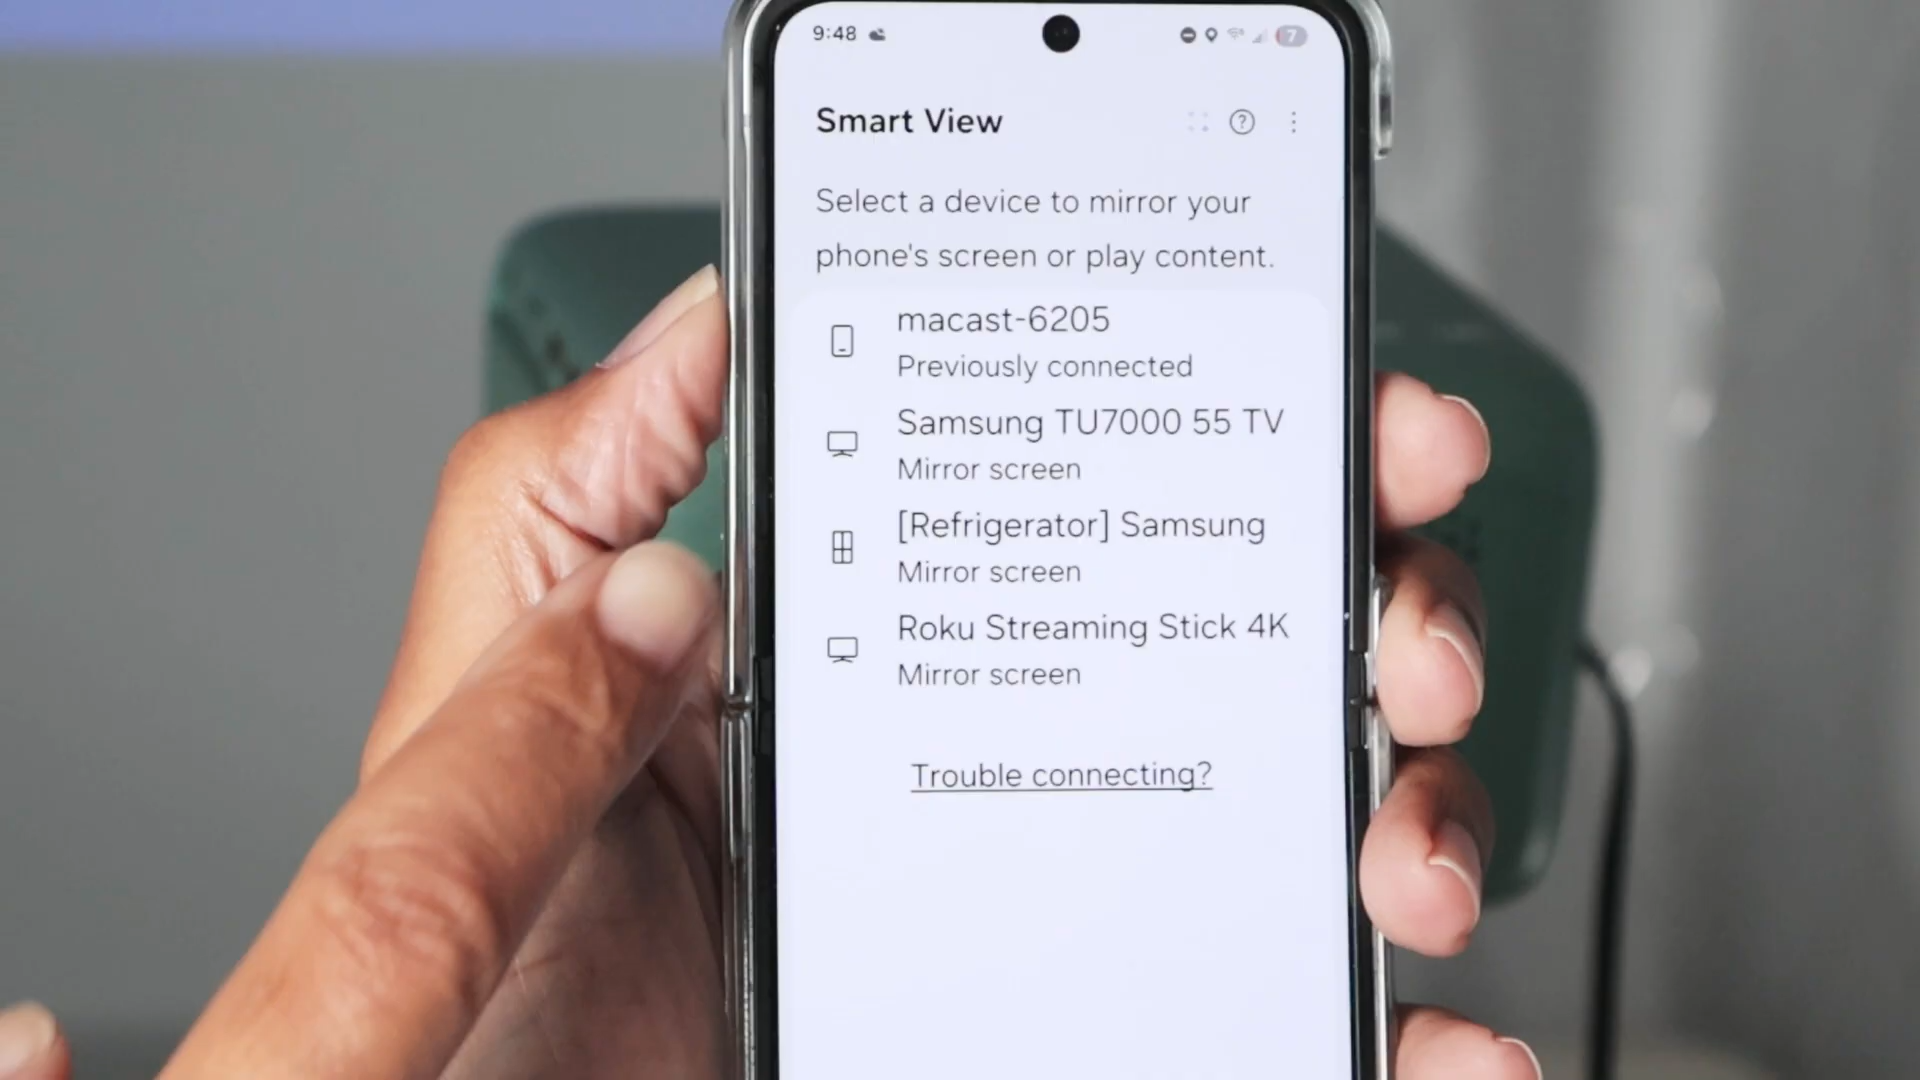 9:48
7
Smart View
Select a device to mirror your
phone's screen or play content.
macast-6205
Previously connected
Samsung TU7000 55 TV
Mirror screen
[Refrigerator] Samsung
Mirror screen
Roku Streaming Stick 4K
Mirror screen
Trouble connecting?